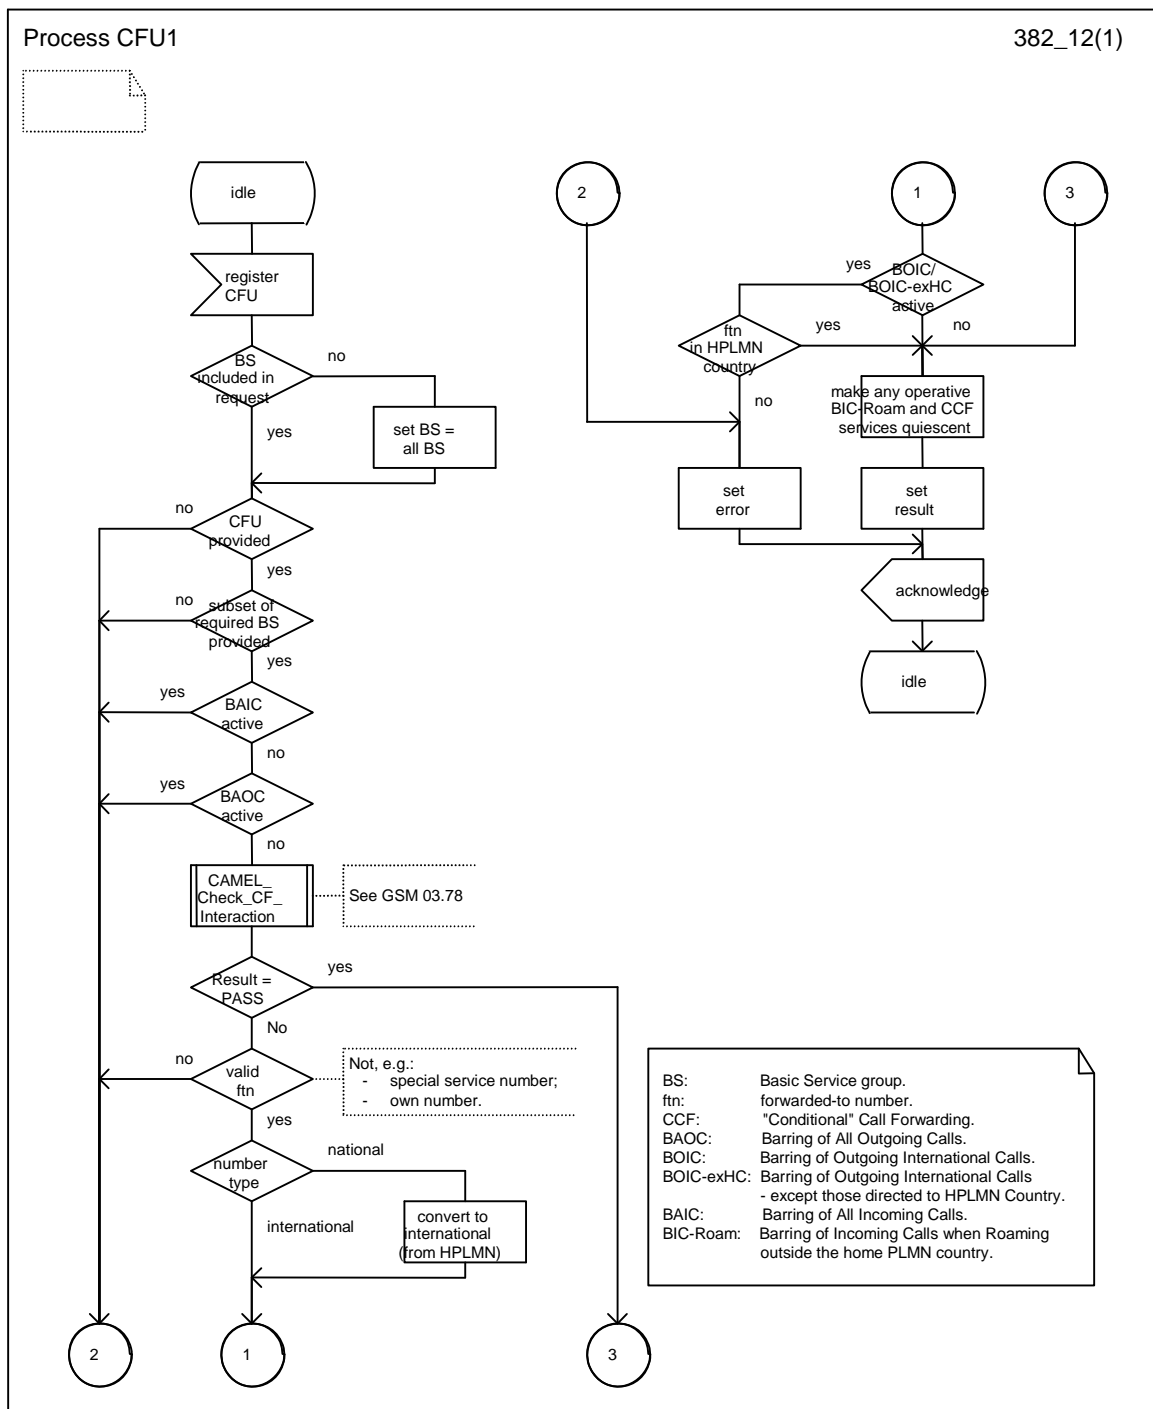 Process CFU1
382_12(1)
idle
register
CFU
BS
included in
request
no
yes
set BS =
all BS
no
CFU
provided
yes
no
subset of
required BS
provided
yes
yes
BAIC
active
no
yes
BAOC
active
no
CAMEL_
Check_CF_
Interaction
See GSM 03.78
Result =
PASS
yes
No
no
valid
ftn
Not, e.g.:
- special service number;
- own number.
yes
number
type
national
international
convert to
international
(from HPLMN)
2
1
3
2
1
3
yes
BOIC/
BOIC-exHC
active
no
ftn
in HPLMN
country
yes
no
make any operative
BIC-Roam and CCF
services quiescent
set
error
set
result
acknowledge
idle
BS: Basic Service group.
ftn: forwarded-to number.
CCF: "Conditional" Call Forwarding.
BAOC: Barring of All Outgoing Calls.
BOIC: Barring of Outgoing International Calls.
BOIC-exHC: Barring of Outgoing International Calls
- except those directed to HPLMN Country.
BAIC: Barring of All Incoming Calls.
BIC-Roam: Barring of Incoming Calls when Roaming
outside the home PLMN country.